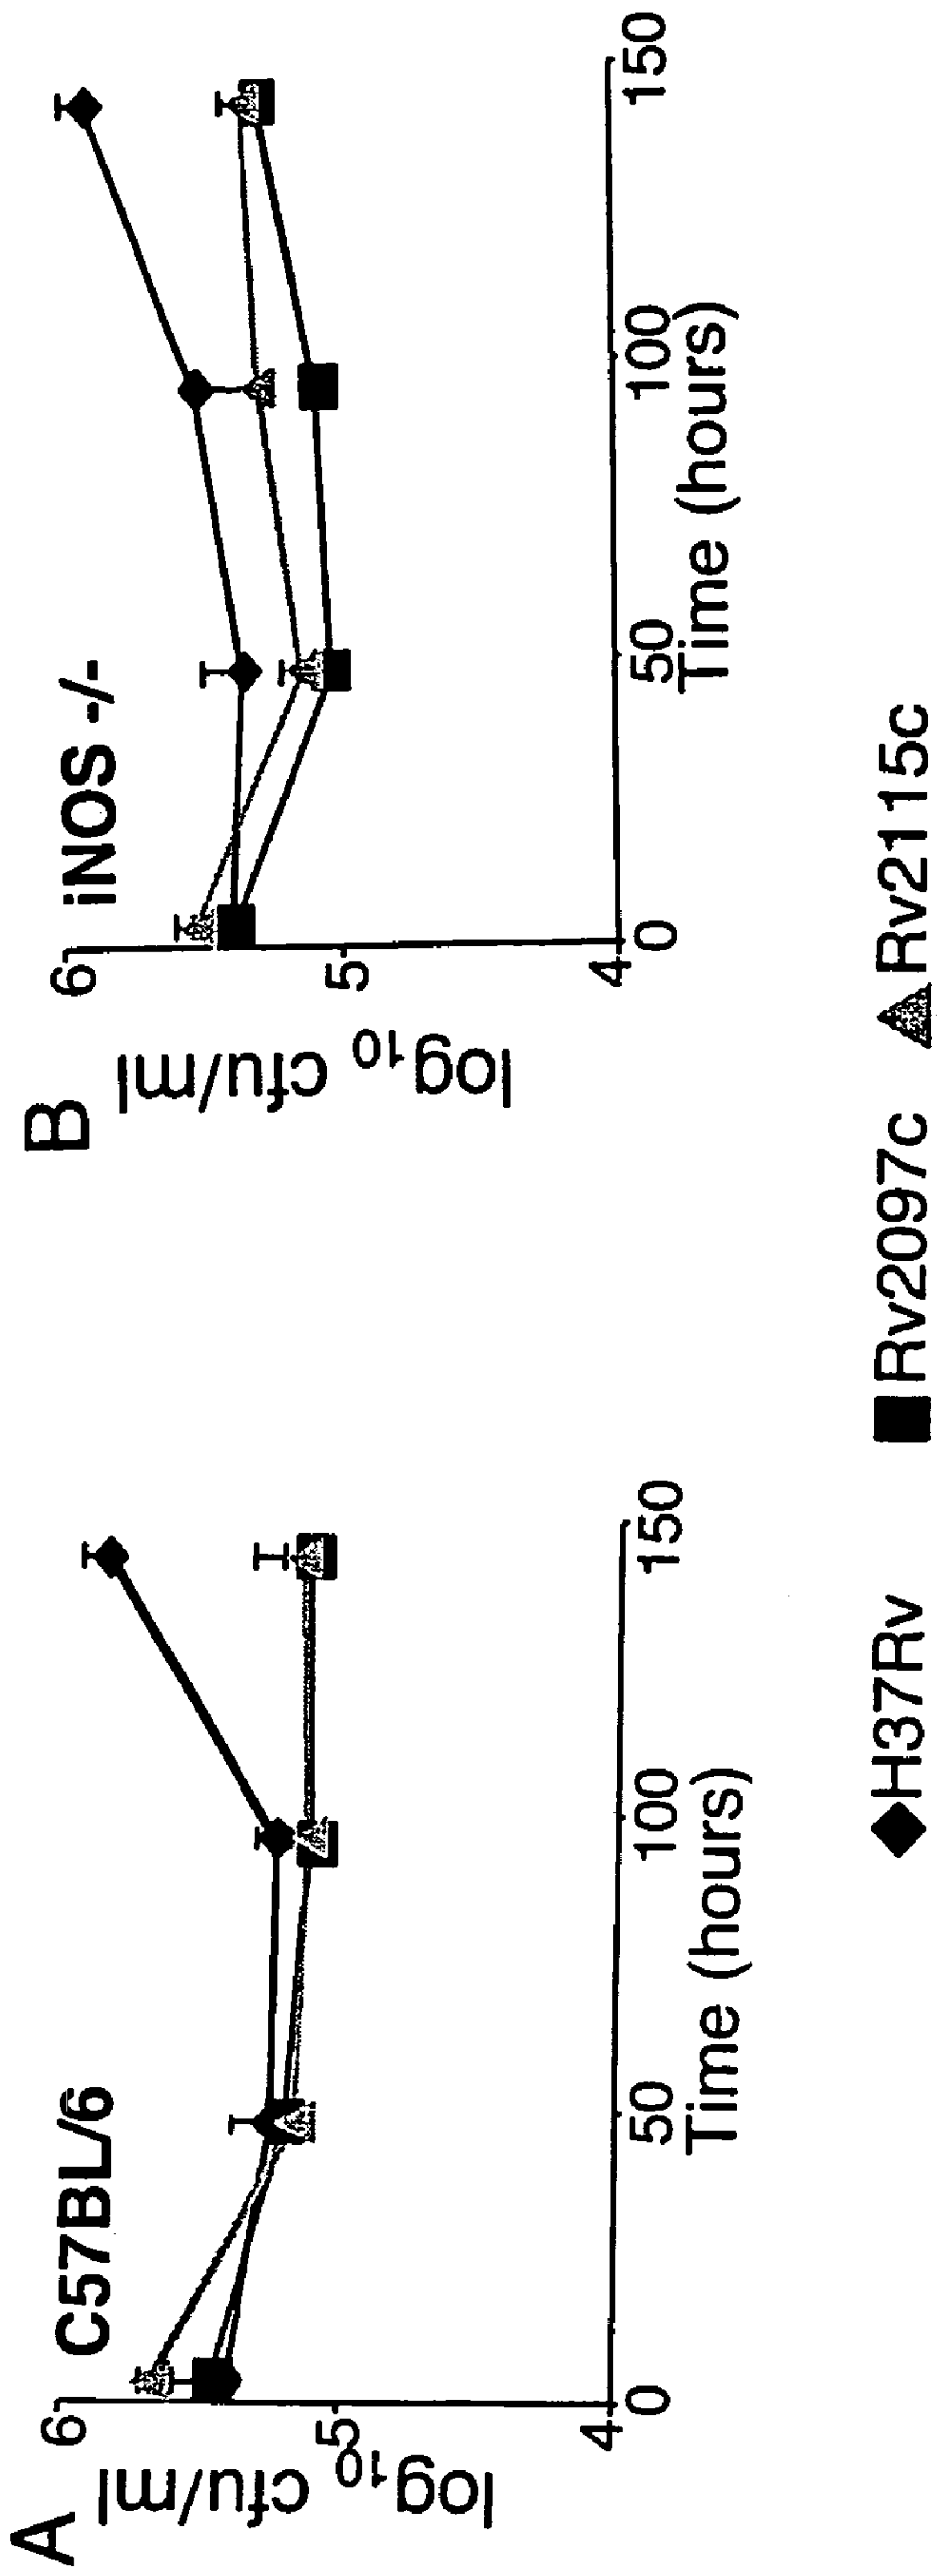 A
C57BL/6
log10 cfu/ml
6
5
4
0
50
100
150
Time (hours)
B
iNOS -/-
log10 cfu/ml
6
5
4
0
50
100
150
Time (hours)
H37Rv
Rv2097c
Rv2115c